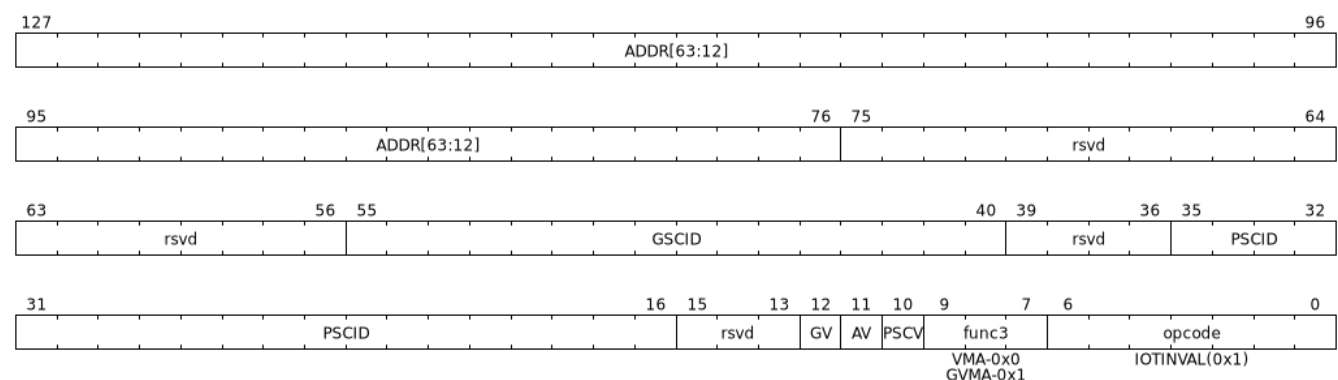 127 96
ADDR[63:12]
95 76 75 64
ADDR[63:12] rsvd
63 56 55 40 39 36 35 32
rsvd GSCID rsvd PSCID
31 16 15 13 12 11 10 9 7 6 0
PSCID rsvd GV AV PSCV func3 opcode
VMA-0x0 IOTINVAL(0x1)
GVMA-0x1